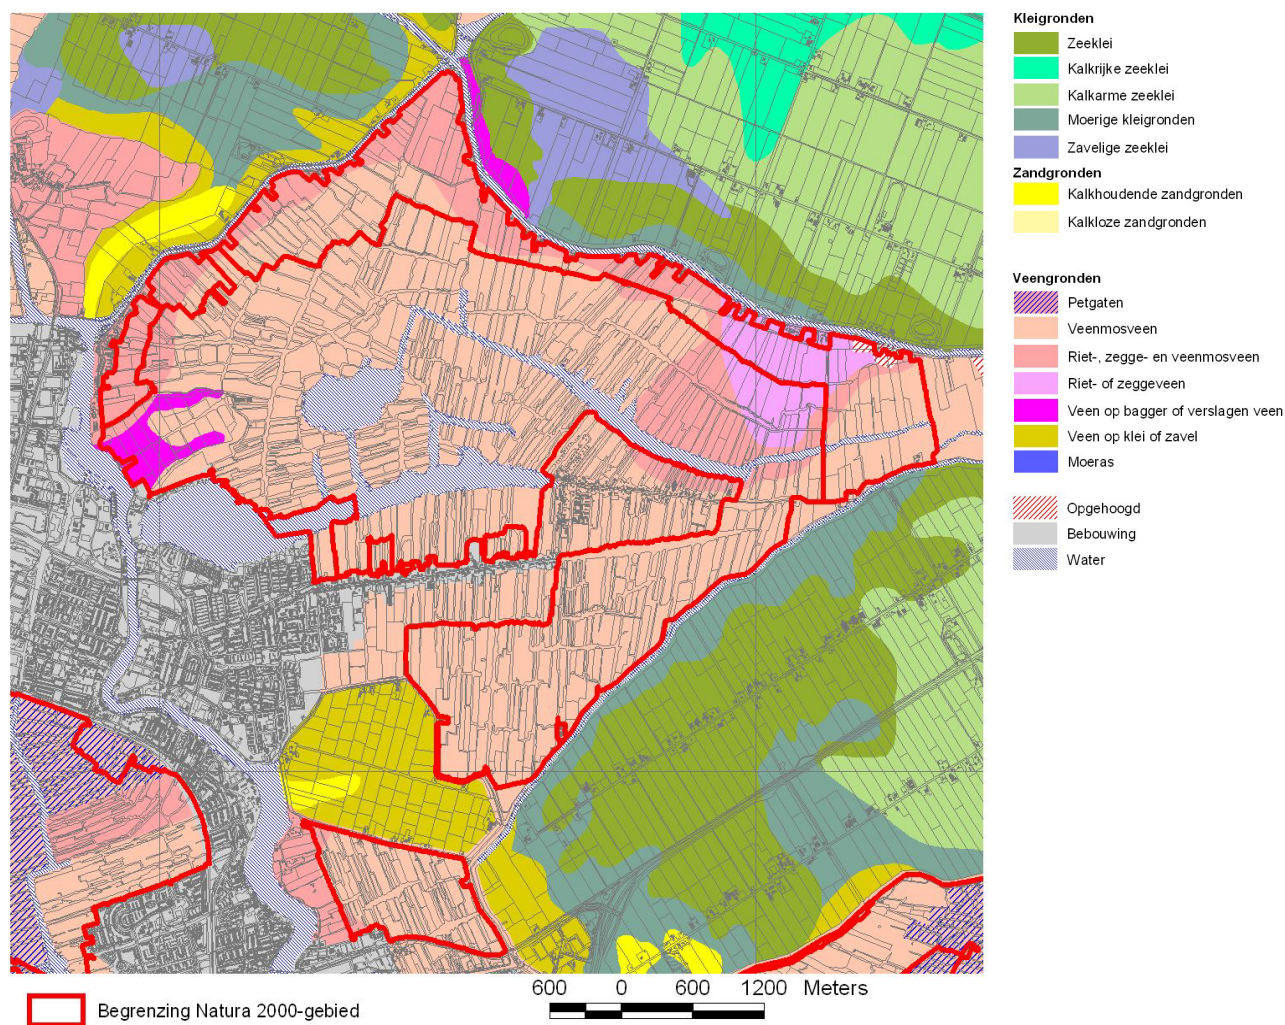 Kleigronden
Zeeklei
Kalkrijke zeeklei
Kalkarme zeeklei
Moerige kleigronden
Zavelige zeeklei
Zandgronden
Kalkhoudende zandgronden
Kalkloze zandgronden
Veengronden
Petgaten
Veenmosveen
Riet-, zegge- en veenmosveen
Riet- of zeggeveen
Veen op bagger of verslagen veen
Veen op klei of zavel
Moeras
Opgehoogd
Bebouwing
Water
600 0 600 1200 Meters
Begrenzing Natura 2000-gebied